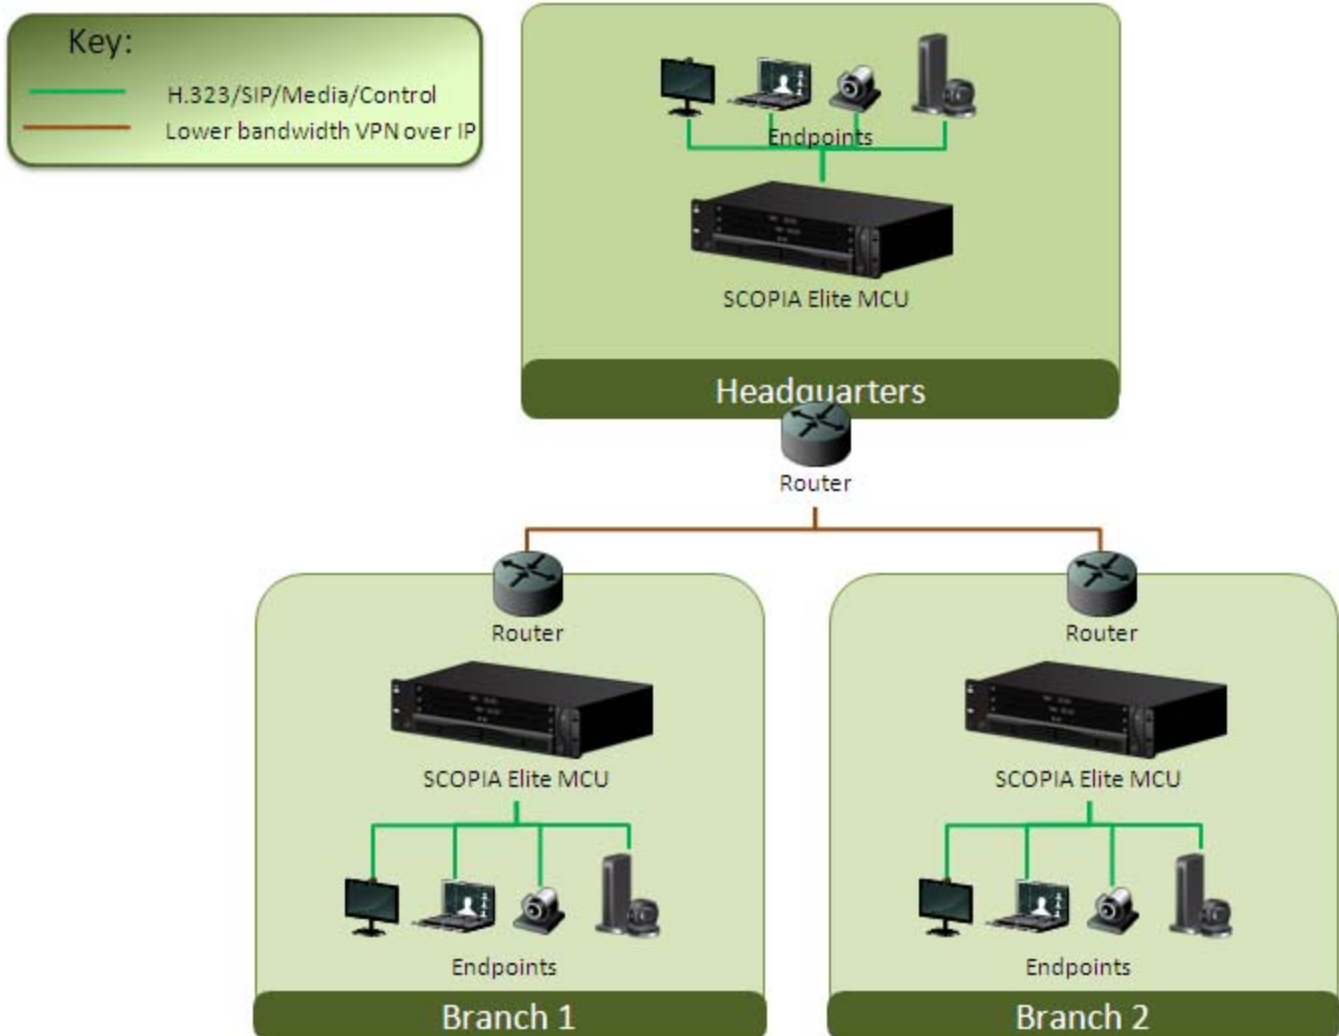 Key:
H.323/SIP/Media/Control
Lower bandwidth VPN over IP
Endpoints
SCOPIA Elite MCU
Headquarters
Router
Router
Router
SCOPIA Elite MCU
SCOPIA Elite MCU
Endpoints
Endpoints
Branch 1
Branch 2